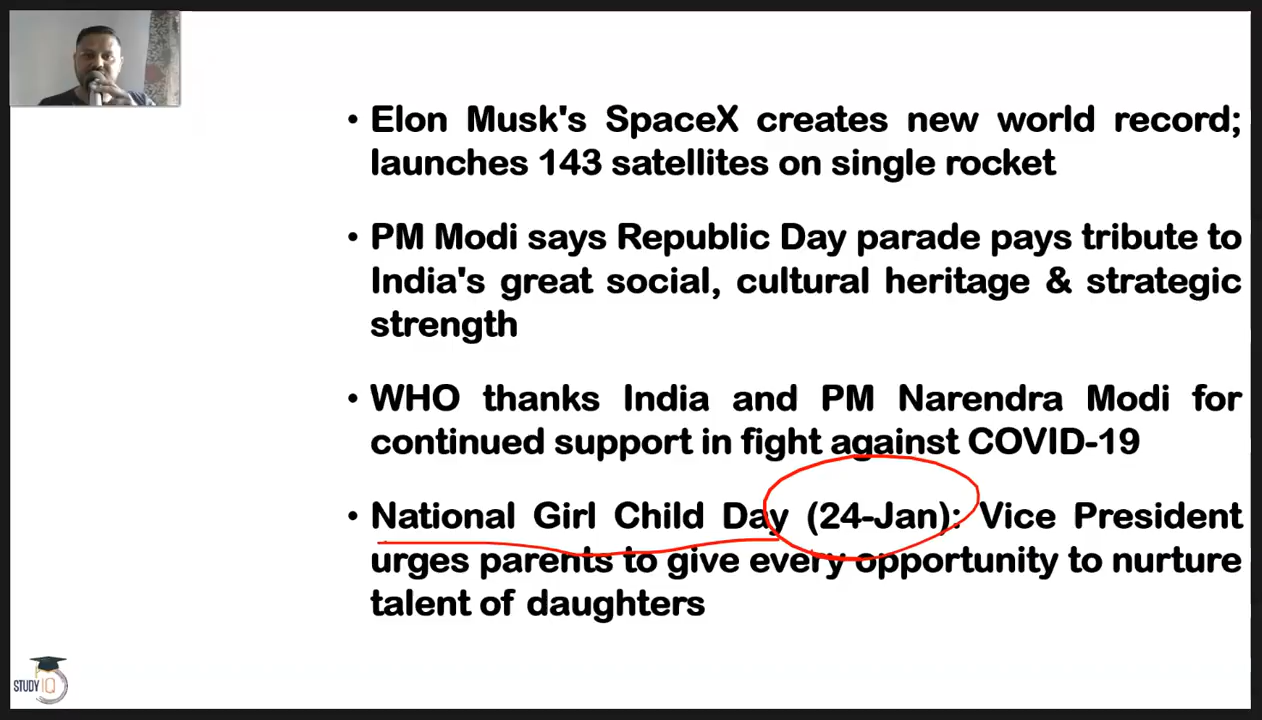 • Elon Musk's SpaceX creates new world record;
launches 143 satellites on single rocket
• PM Modi says Republic Day parade pays tribute to
India's great social, cultural heritage & strategic
strength
• WHO thanks India and PM Narendra Modi for
continued support in fight against COVID-19
• National Girl Child Day (24-Jan): Vice President
urges parents to give every opportunity to nurture
talent of daughters
STUDY IQ